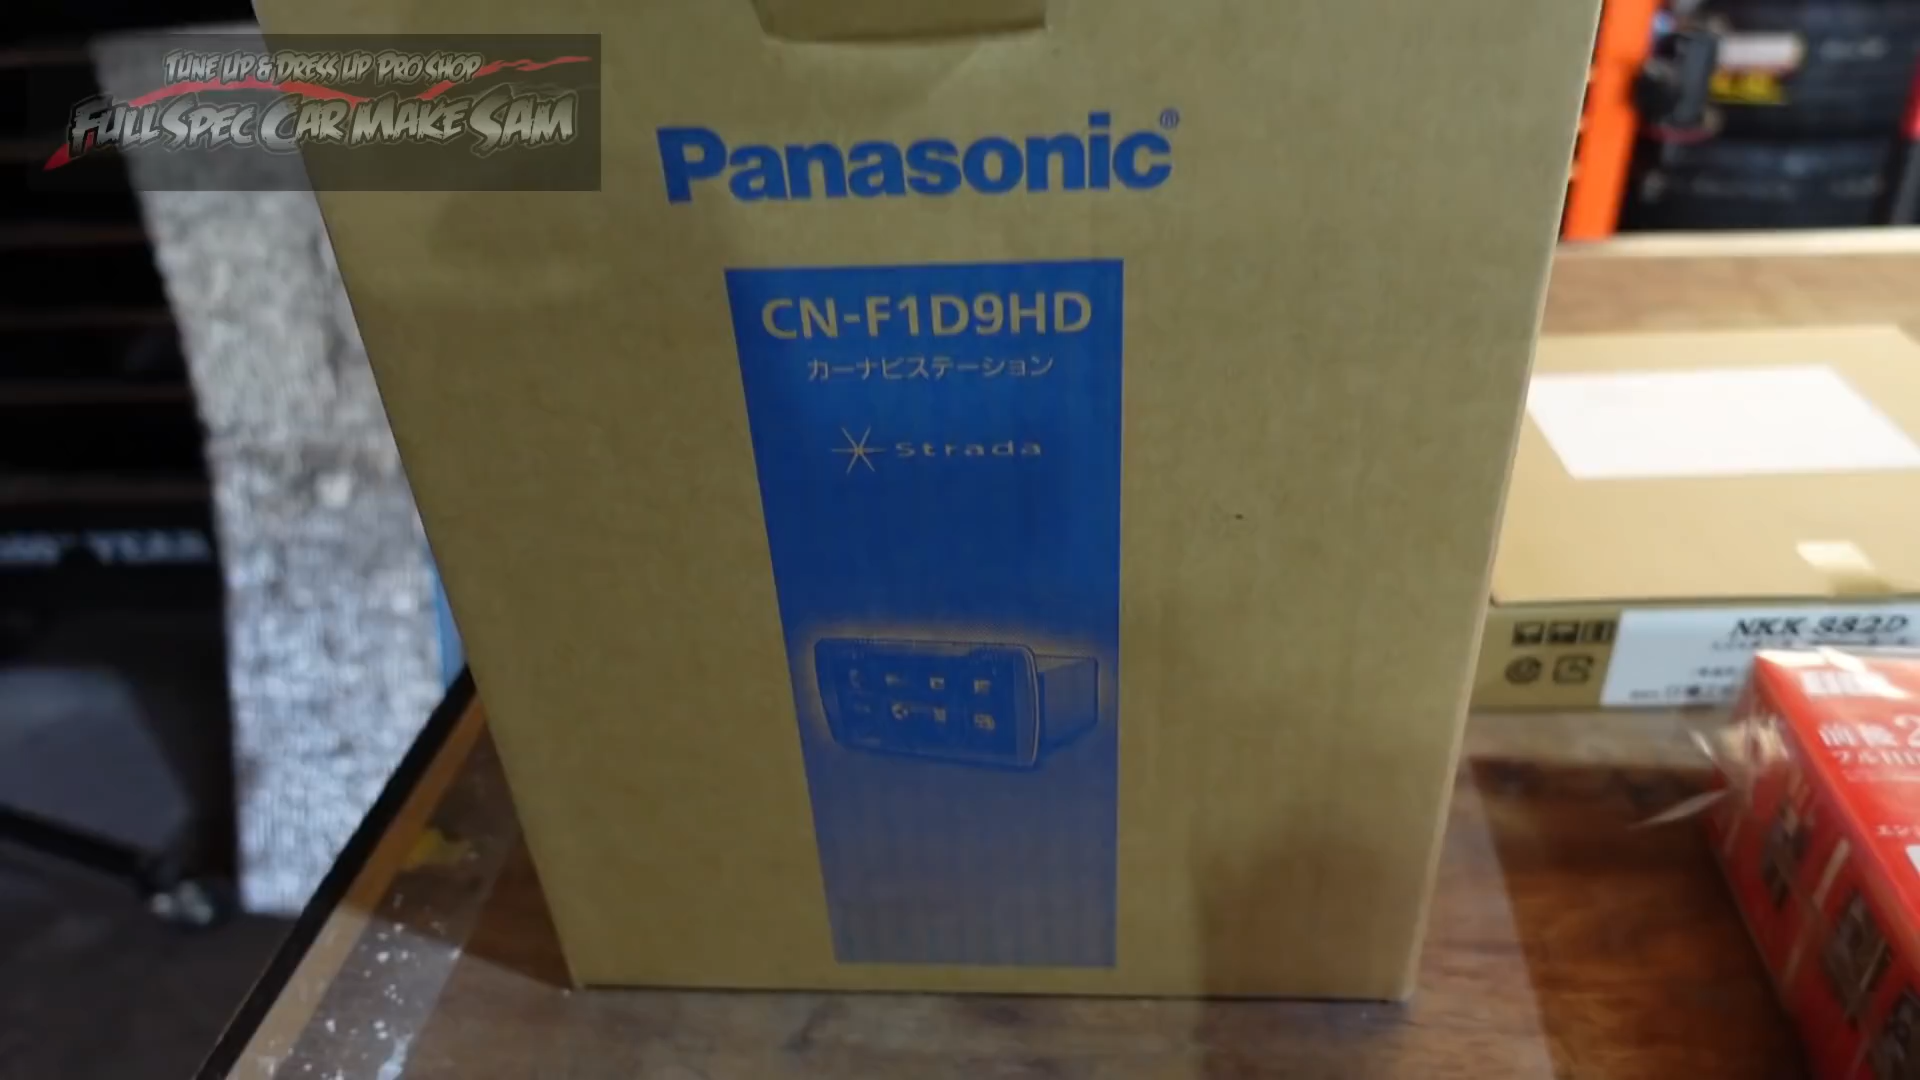 TUNE UP & DRESS UP PRO SHOP
FULL SPEC CAR MAKE SAM
Panasonic®
CN-F1D9HD
カーナビステーション
Strada
NKK-S82D
YEAR